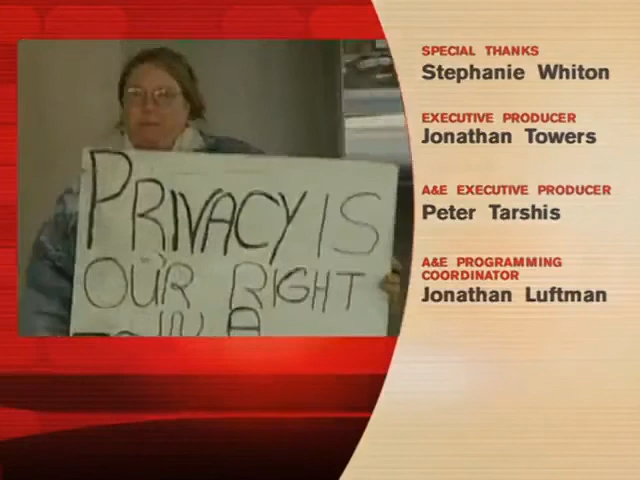 PRIVACY IS
OUR RIGHT
IN A
SPECIAL THANKS
Stephanie Whiton
EXECUTIVE PRODUCER
Jonathan Towers
A&E EXECUTIVE PRODUCER
Peter Tarshis
A&E PROGRAMMING
COORDINATOR
Jonathan Luftman